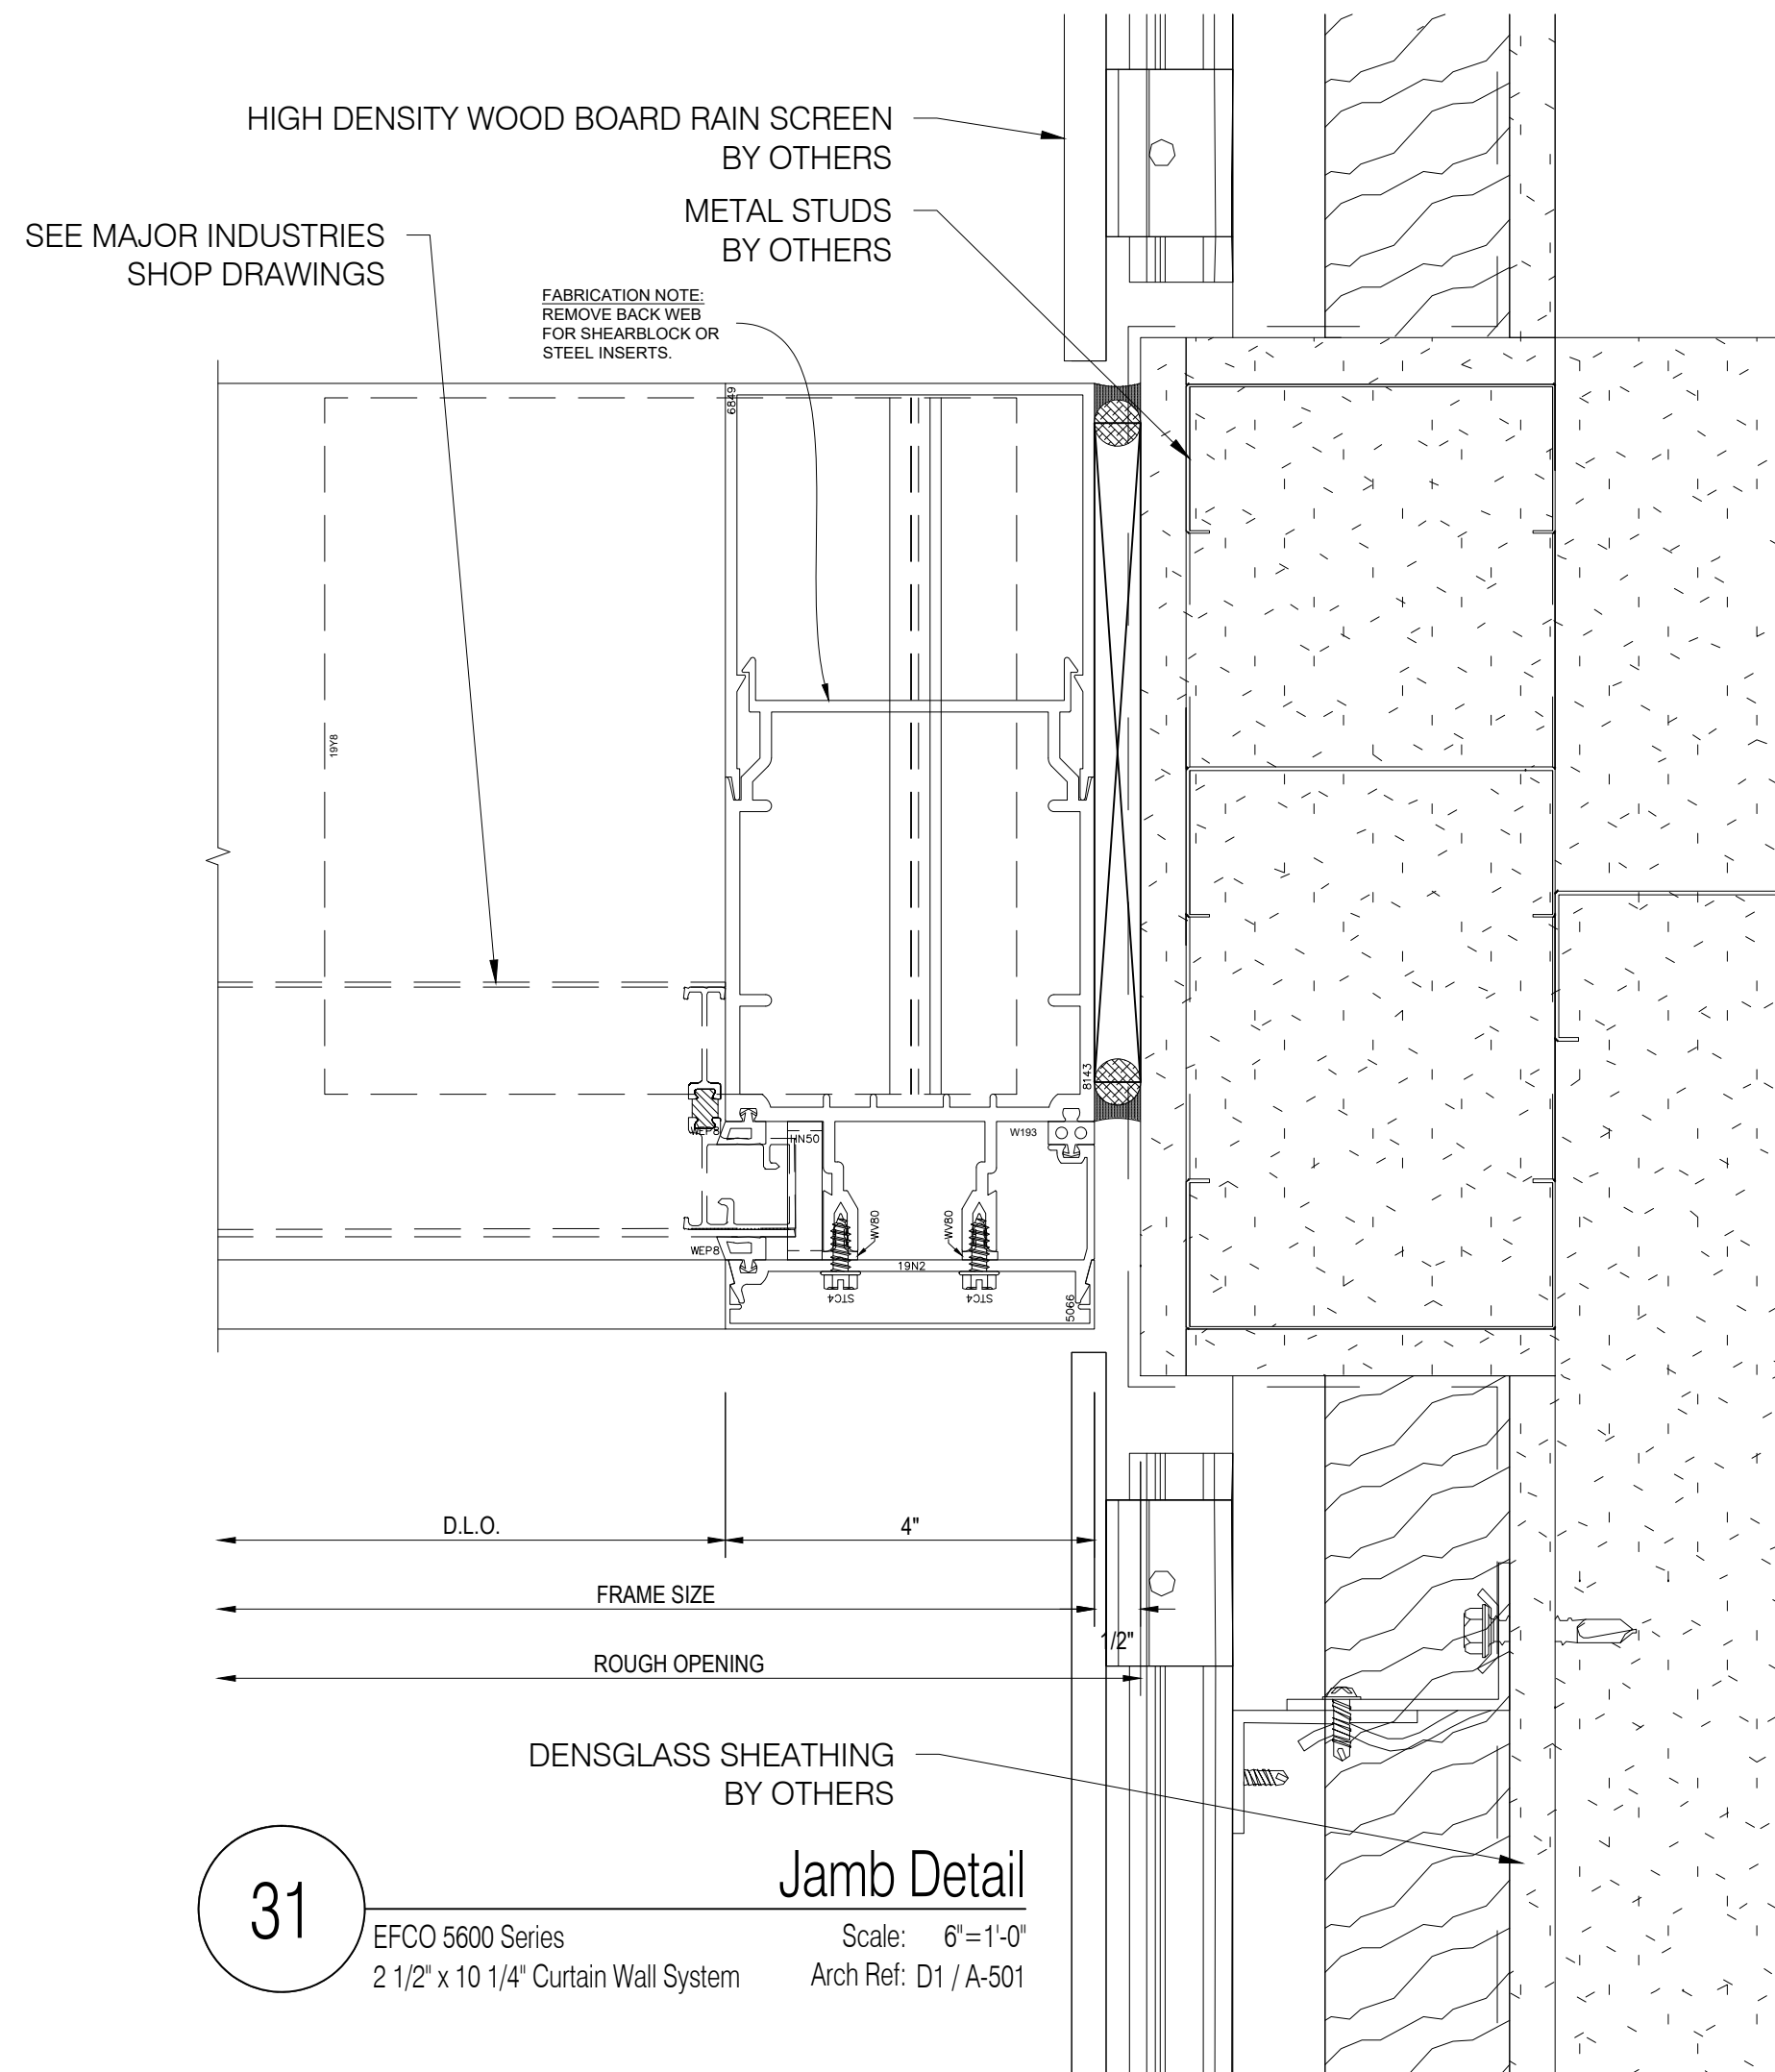 HIGH DENSITY WOOD BOARD RAIN SCREEN
BY OTHERS
METAL STUDS
BY OTHERS
SEE MAJOR INDUSTRIES
SHOP DRAWINGS
FABRICATION NOTE:
REMOVE BACK WEB
FOR SHEARBLOCK OR
STEEL INSERTS.
6849
19Y8
8143
WEP8
HN50
W193
WV80
WV80
WEP8
19N2
STC4
STC4
5066
D.L.O.
4"
FRAME SIZE
1/2"
ROUGH OPENING
DENSGLASS SHEATHING
BY OTHERS
31
Jamb Detail
EFCO 5600 Series
Scale: 6"=1'-0"
2 1/2" x 10 1/4" Curtain Wall System
Arch Ref: D1 / A-501